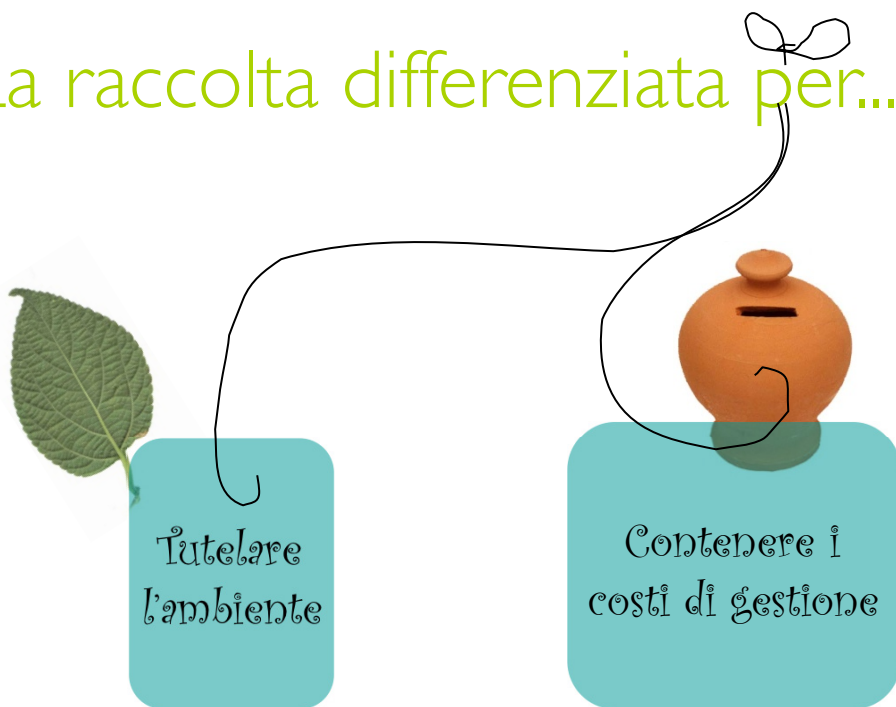 La raccolta differenziata per...
Tutelare
l'ambiente
Contenere i
costi di gestione